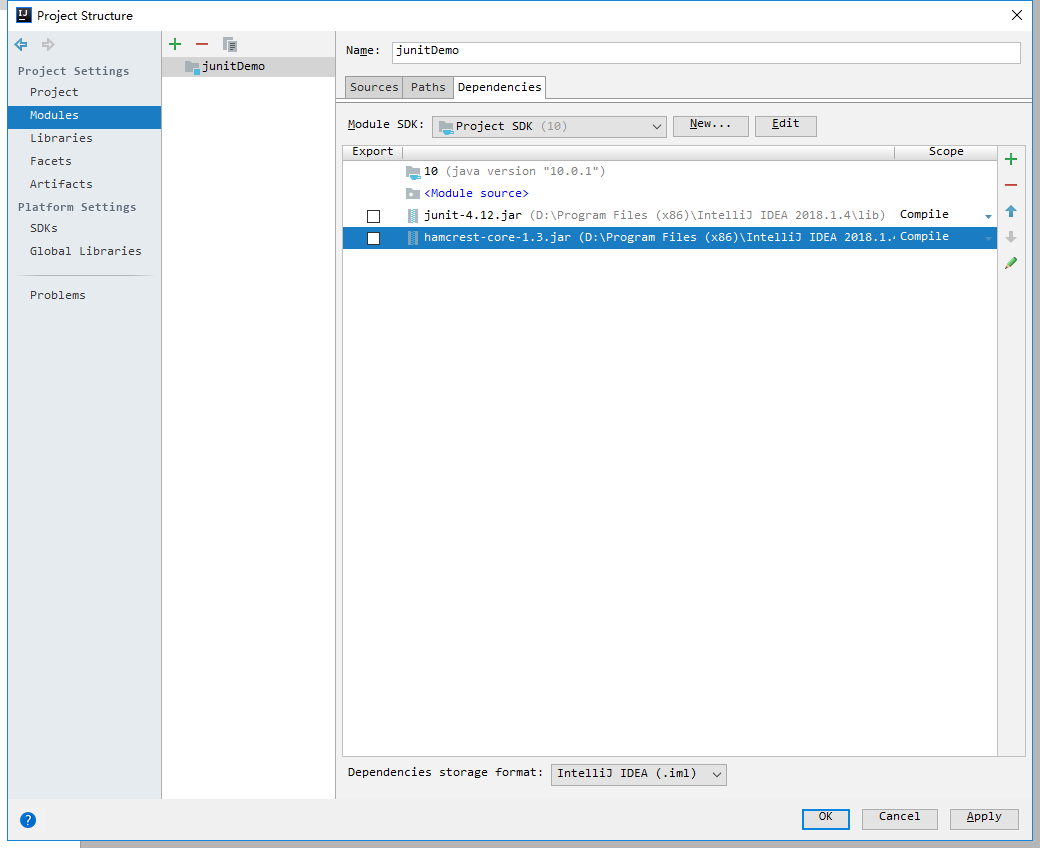 IJ Project Structure
Project Settings
Project
Modules
Libraries
Facets
Artifacts
Platform Settings
SDKs
Global Libraries
Problems
junitDemo
Name: junitDemo
Sources Paths Dependencies
Module SDK: Project SDK (10) New... Edit
Export Scope
10 (java version "10.0.1")
<Module source>
junit-4.12.jar (D:\Program Files (x86)\IntelliJ IDEA 2018.1.4\lib) Compile
hamcrest-core-1.3.jar (D:\Program Files (x86)\IntelliJ IDEA 2018.1.4 Compile
Dependencies storage format: IntelliJ IDEA (.iml)
? OK Cancel Apply